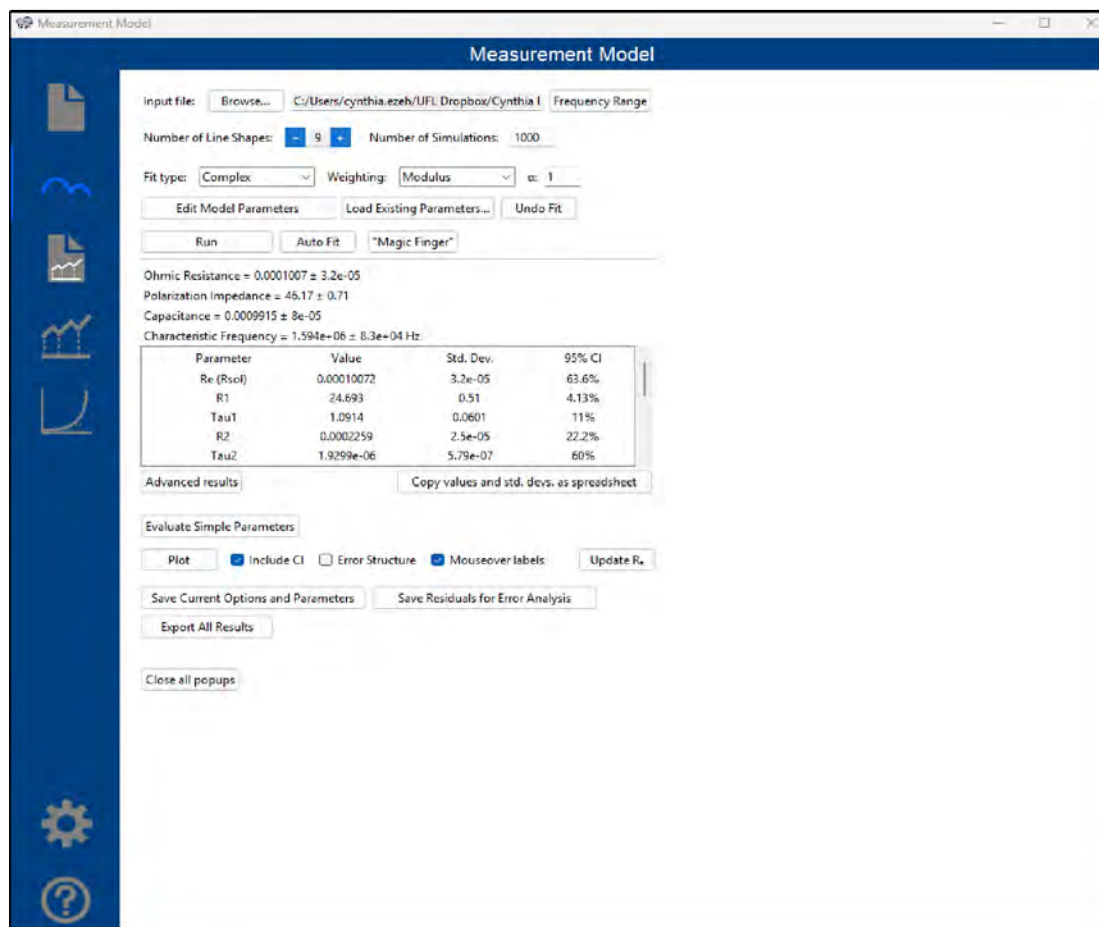 Measurement Model
Measurement Model
Input file: Browse... C:/Users/cynthia.ezeh/UFL Dropbox/Cynthia I Frequency Range
Number of Line Shapes: − 9 + Number of Simulations: 1000
Fit type: Complex Weighting: Modulus α: 1
Edit Model Parameters Load Existing Parameters... Undo Fit
Run Auto Fit "Magic Finger"
Ohmic Resistance = 0.0001007 ± 3.2e-05
Polarization Impedance = 46.17 ± 0.71
Capacitance = 0.0009915 ± 8e-05
Characteristic Frequency = 1.594e+06 ± 8.3e+04 Hz
Parameter Value Std. Dev. 95% CI
Re (Rsol) 0.00010072 3.2e-05 63.6%
R1 24.693 0.51 4.13%
Tau1 1.0914 0.0601 11%
R2 0.0002259 2.5e-05 22.2%
Tau2 1.9299e-06 5.79e-07 60%
Advanced results Copy values and std. devs. as spreadsheet
Evaluate Simple Parameters
Plot Include CI Error Structure Mouseover labels Update Rₑ
Save Current Options and Parameters Save Residuals for Error Analysis
Export All Results
Close all popups
?